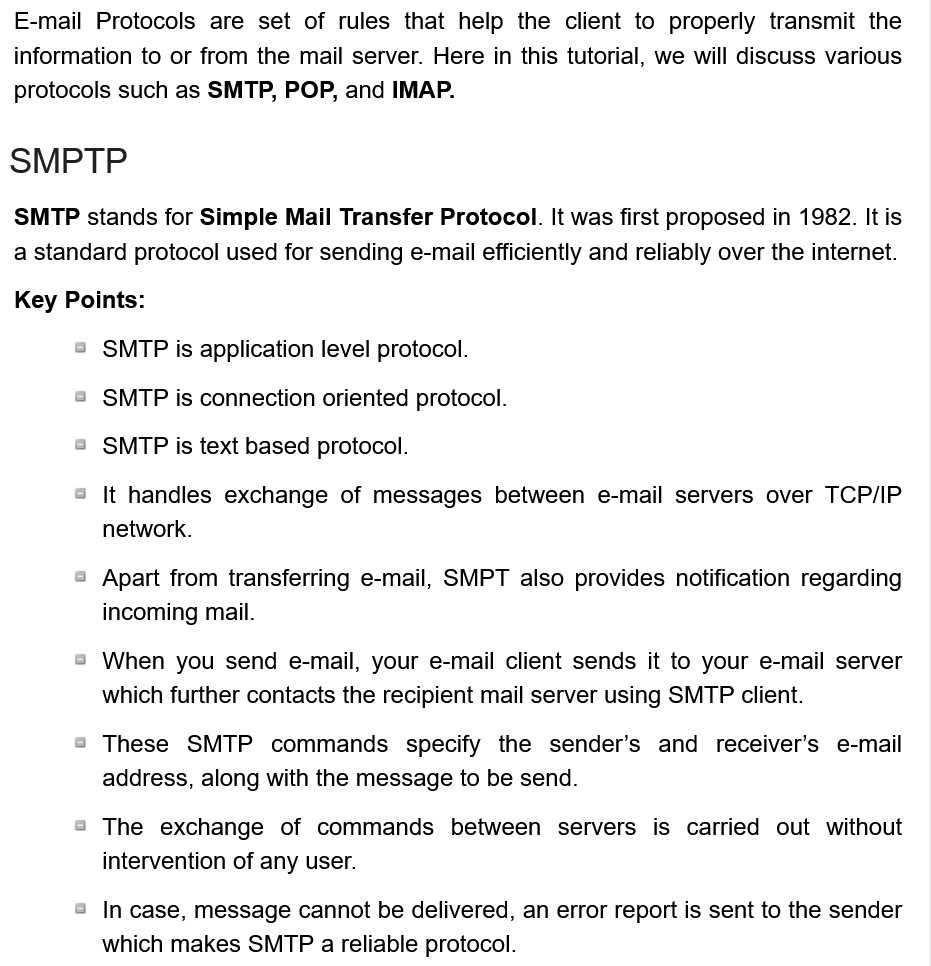 E-mail Protocols are set of rules that help the client to properly transmit the
information to or from the mail server. Here in this tutorial, we will discuss various
protocols such as SMTP, POP, and IMAP.
SMPTP
SMTP stands for Simple Mail Transfer Protocol. It was first proposed in 1982. It is
a standard protocol used for sending e-mail efficiently and reliably over the internet.
Key Points:
SMTP is application level protocol.
SMTP is connection oriented protocol.
SMTP is text based protocol.
It handles exchange of messages between e-mail servers over TCP/IP
network.
Apart from transferring e-mail, SMPT also provides notification regarding
incoming mail.
When you send e-mail, your e-mail client sends it to your e-mail server
which further contacts the recipient mail server using SMTP client.
These SMTP commands specify the sender’s and receiver’s e-mail
address, along with the message to be send.
The exchange of commands between servers is carried out without
intervention of any user.
In case, message cannot be delivered, an error report is sent to the sender
which makes SMTP a reliable protocol.